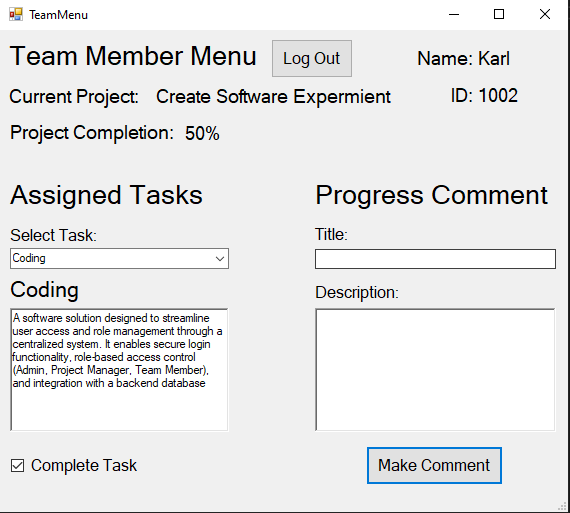 TeamMenu
Team Member Menu
Log Out
Name: Karl
Current Project: Create Software Expermient
ID: 1002
Project Completion: 50%
Assigned Tasks
Progress Comment
Select Task:
Title:
Coding
Coding
Description:
A software solution designed to streamline
user access and role management through a
centralized system. It enables secure login
functionality, role-based access control
(Admin, Project Manager, Team Member),
and integration with a backend database
Complete Task
Make Comment